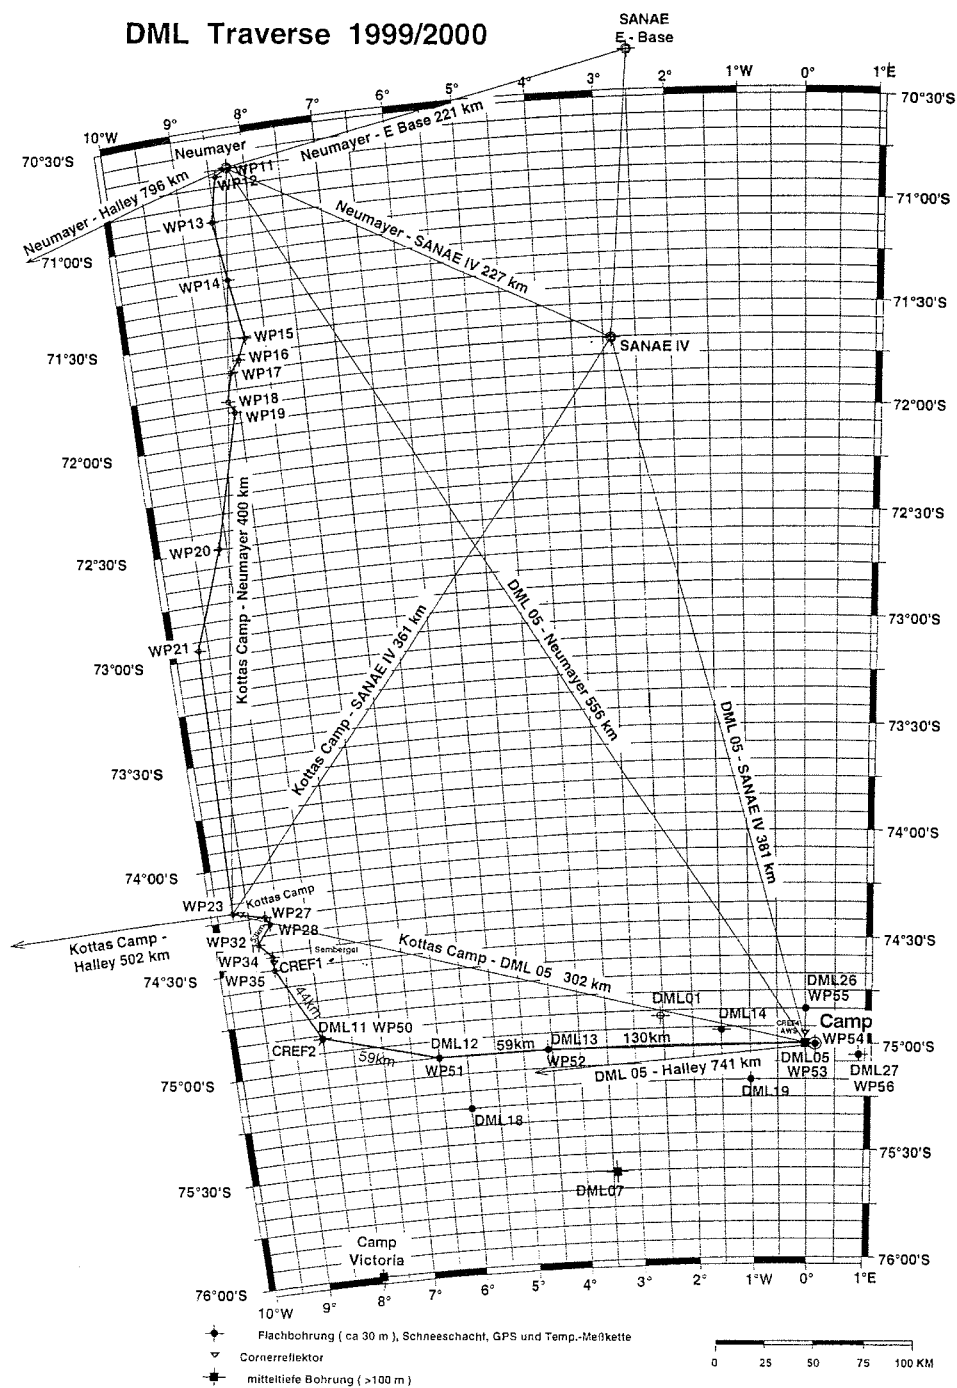 DML Traverse 1999/2000
SANAE
E - Base
10°W
9°
8°
7°
6°
5°
4°
3°
2°
1°W
0°
1°E
70°30'S
70°30'S
Neumayer
Neumayer - E Base 221 km
Neumayer - Halley 796 km
WP11
WP12
WP13
Neumayer - SANAE IV 227 km
71°00'S
71°00'S
WP14
71°30'S
WP15
SANAE IV
WP16
71°30'S
WP17
WP18
WP19
72°00'S
72°00'S
Kottas Camp - Neumayer 400 km
72°30'S
WP20
72°30'S
DML 05 - Neumayer 556 km
Kottas Camp - SANAE IV 361 km
73°00'S
WP21
73°00'S
DML 05 - SANAE IV 381 km
73°30'S
73°30'S
74°00'S
74°00'S
Kottas Camp
WP23
WP27
WP28
Kottas Camp -
Halley 502 km
WP32
Kottas Camp - DML 05 302 km
74°30'S
Sembergel
WP34
CREF1
WP35
74°30'S
44km
DML26
WP55
DML01
DML14
CREF4
AWS
Camp
DML11 WP50
CREF2
DML12
59km
DML13
130km
WP54
75°00'S
59km
WP51
WP52
DML05
WP53
DML 05 - Halley 741 km
DML27
WP56
75°00'S
DML19
DML18
75°30'S
DML07
75°30'S
Camp
Victoria
76°00'S
76°00'S
10°W
9°
8°
7°
6°
5°
4°
3°
2°
1°W
0°
1°E
Flachbohrung ( ca 30 m ), Schneeschacht, GPS und Temp.-Meßkette
Cornerreflektor
mitteltiefe Bohrung ( >100 m )
0 25 50 75 100 KM